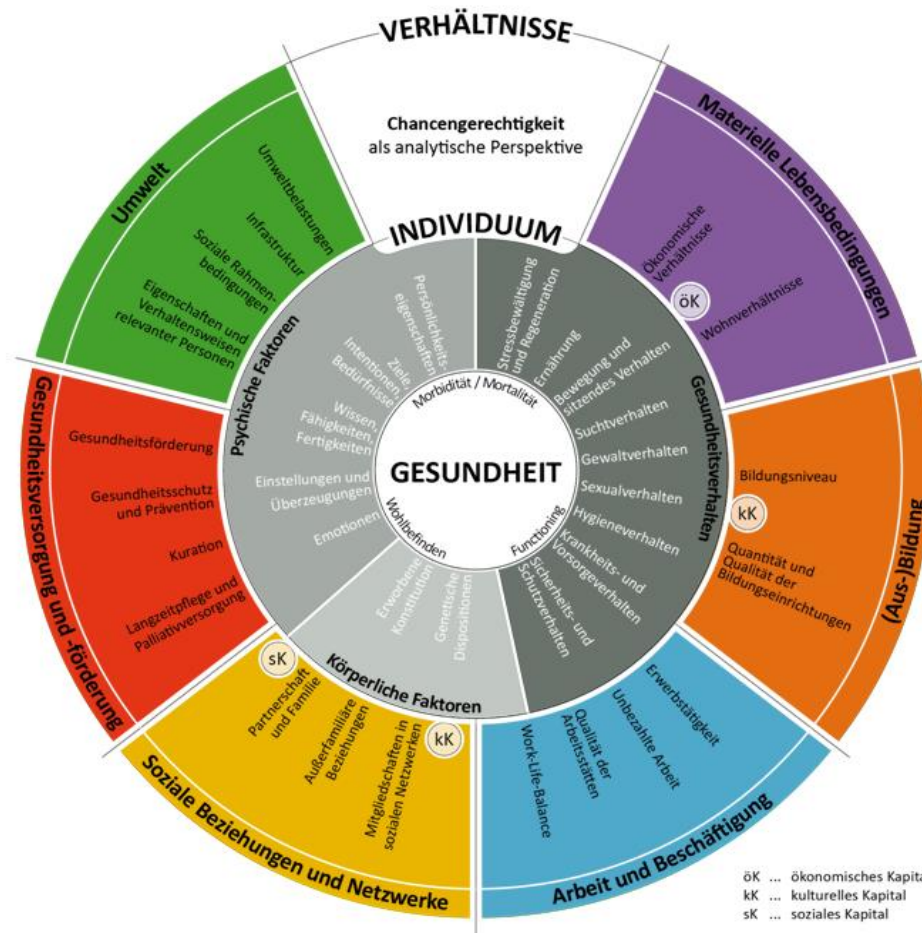 VERHÄLTNISSE
Chancengerechtigkeit
als analytische Perspektive
INDIVIDUUM
Materielle Lebensbedingungen
Ökonomische
Verhältnisse
öK
Wohnverhältnisse
(Aus-)Bildung
Bildungsniveau
kK
Quantität und
Qualität der
Bildungseinrichtungen
Arbeit und Beschäftigung
Erwerbstätigkeit
Unbezahlte Arbeit
Qualität der
Arbeitsstätten
Work-Life-Balance
Soziale Beziehungen und Netzwerke
kK
Mitgliedschaften in
sozialen Netzwerken
Außerfamiliäre
Beziehungen
Partnerschaft
und Familie
sK
Gesundheitsversorgung und -förderung
Langzeitpflege und
Palliativversorgung
Kuration
Gesundheitsschutz
und Prävention
Gesundheitsförderung
Umwelt
Eigenschaften und
Verhaltensweisen
relevanter Personen
Soziale Rahmen-
bedingungen
Infrastruktur
Umweltbelastungen
Gesundheitsverhalten
Stressbewältigung
und Regeneration
Ernährung
Bewegung und
sitzendes Verhalten
Suchtverhalten
Gewaltverhalten
Sexualverhalten
Hygieneverhalten
Krankheits- und
Vorsorgeverhalten
Sicherheits- und
Schutzverhalten
Körperliche Faktoren
Genetische
Dispositionen
Erworbene
Konstitution
Psychische Faktoren
Emotionen
Einstellungen und
Überzeugungen
Wissen,
Fähigkeiten,
Fertigkeiten
Ziele,
Intentionen,
Bedürfnisse
Persönlichkeits-
eigenschaften
Morbidität / Mortalität
GESUNDHEIT
Wohlbefinden
Functioning
öK ... ökonomisches Kapita
kK ... kulturelles Kapital
sK ... soziales Kapital